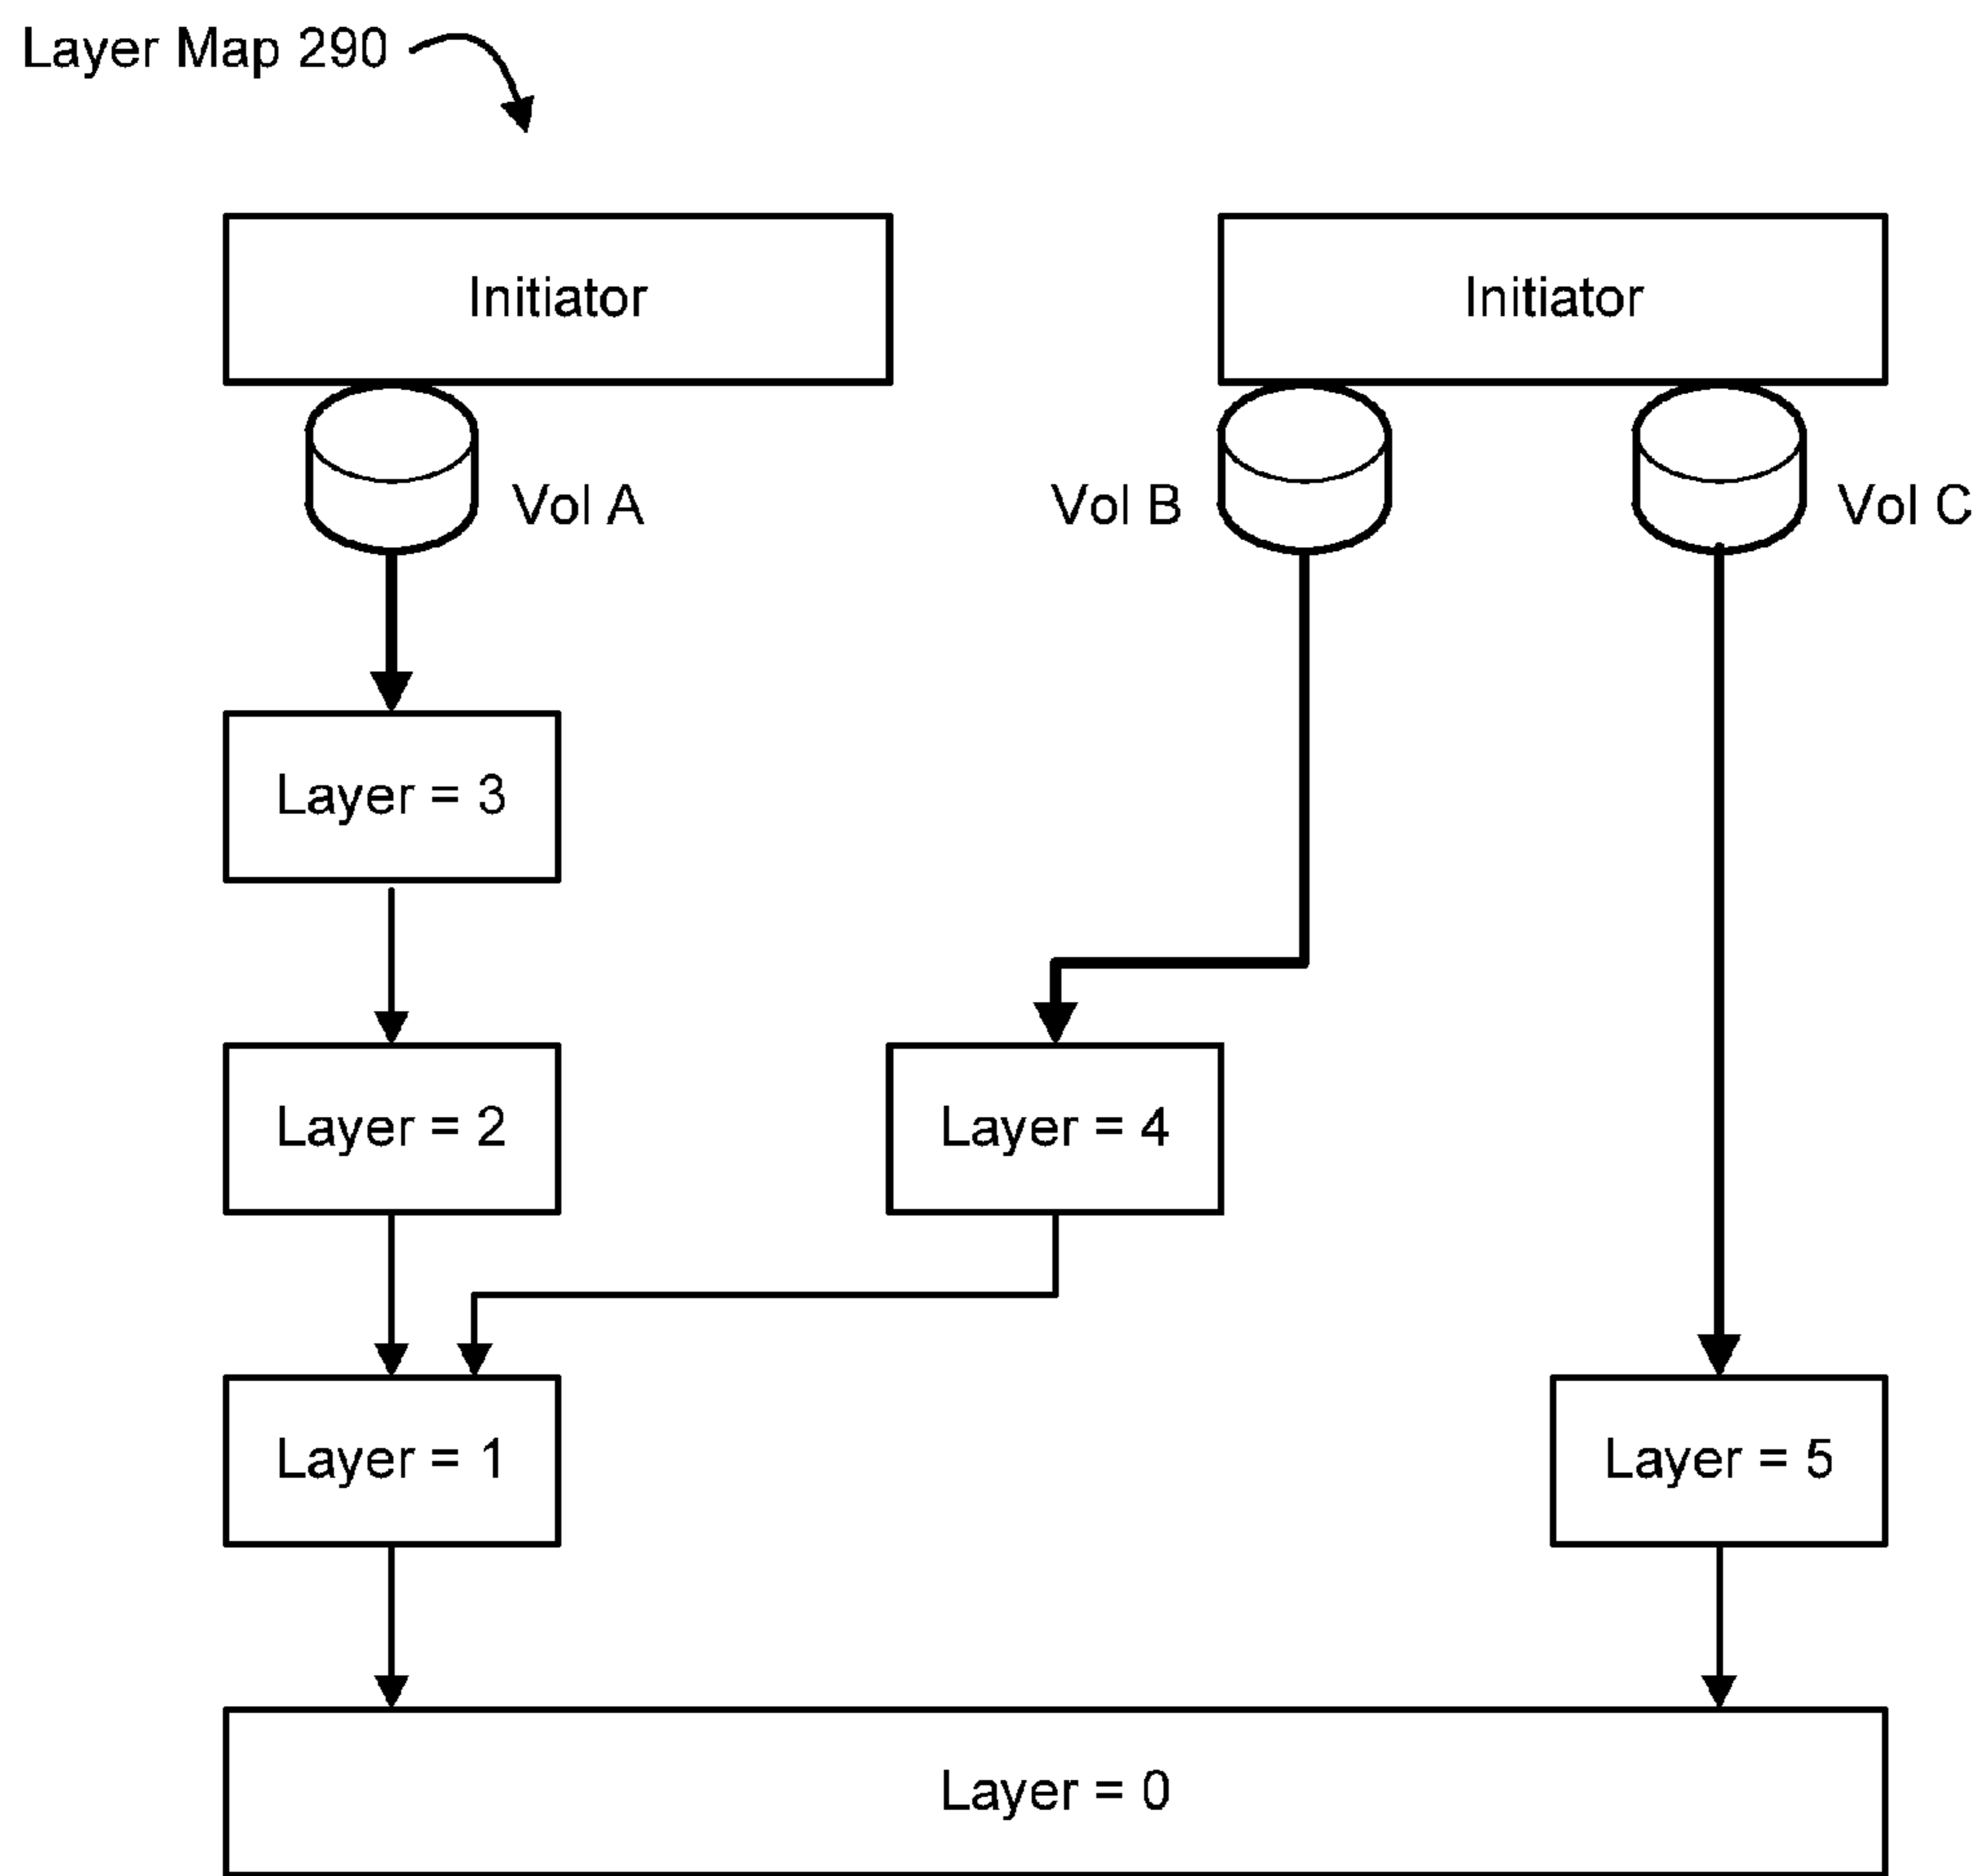 Layer Map 290
Initiator
Initiator
Vol A
Vol B
Vol C
Layer = 3
Layer = 2
Layer = 4
Layer = 1
Layer = 5
Layer = 0